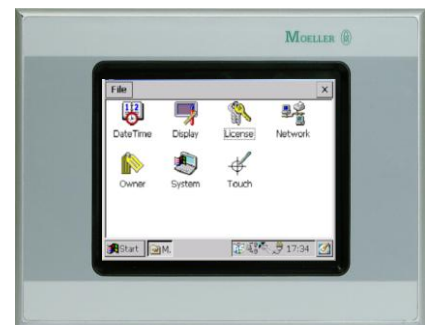 MOELLER
File ×
DateTime Display License Network
Owner System Touch
Start M. 17:34